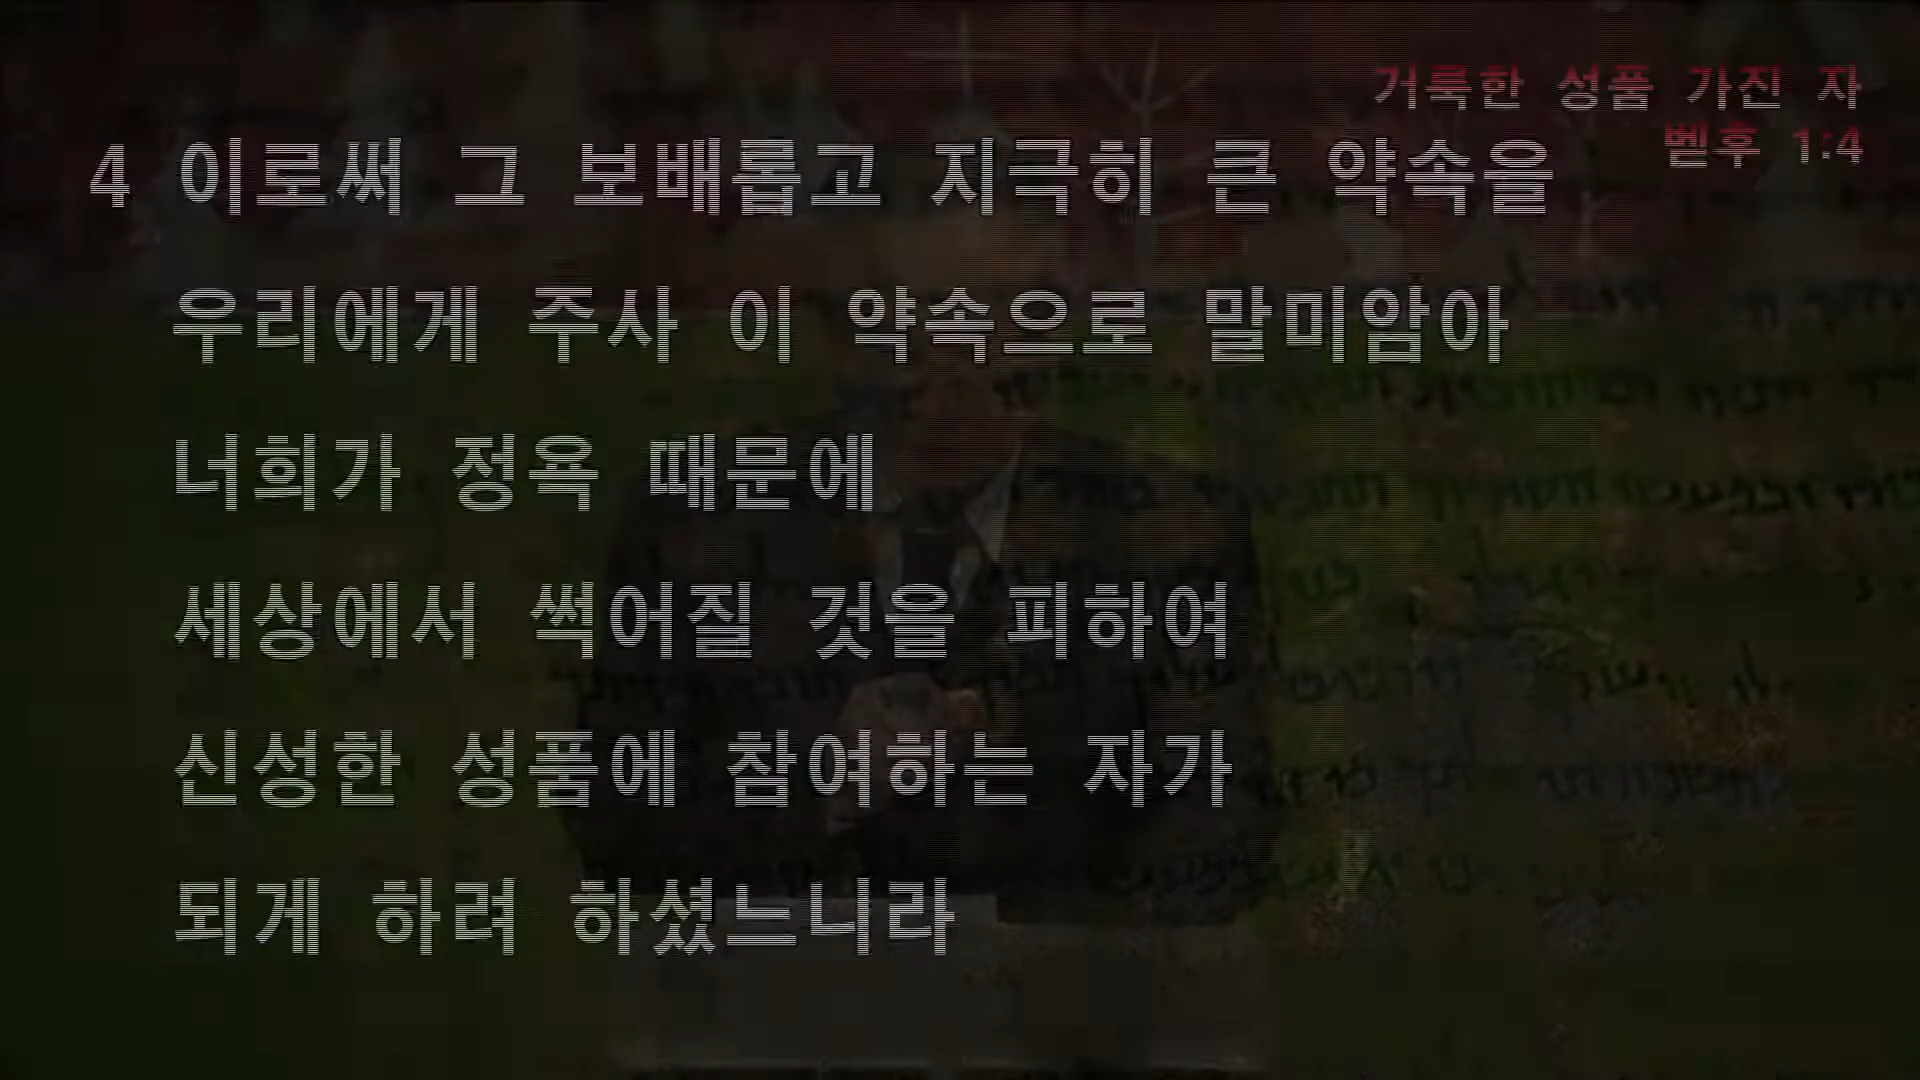 거룩한 성품 가진 자
벧후 1:4
4 이로써 그 보배롭고 지극히 큰 약속을
우리에게 주사 이 약속으로 말미암아
너희가 정욕 때문에
세상에서 썩어질 것을 피하여
신성한 성품에 참여하는 자가
되게 하려 하셨느니라